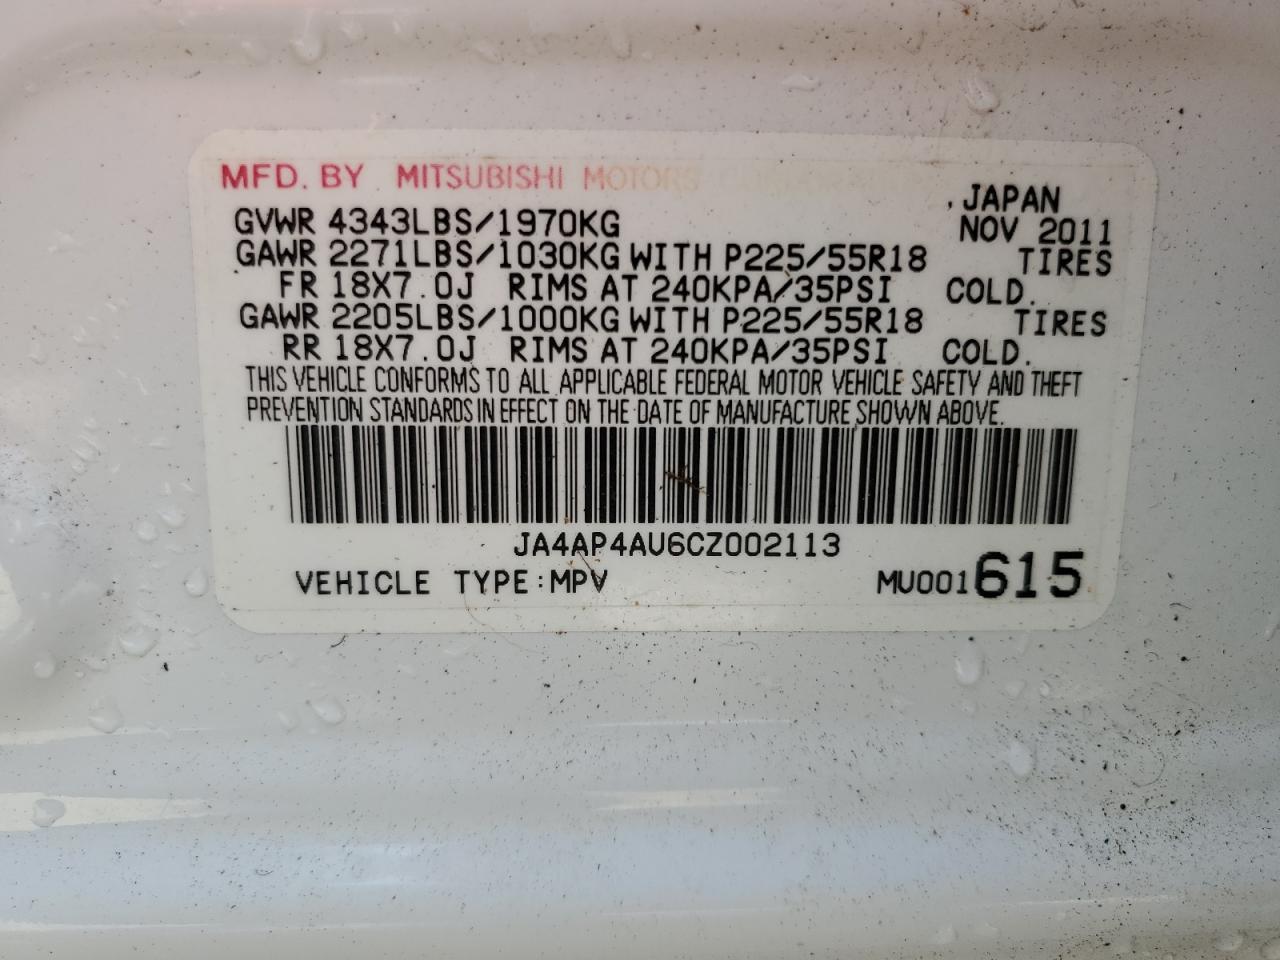 MFD. BY MITSUBISHI MOTORS CORPORATION, JAPAN
GVWR 4343LBS/1970KG NOV 2011
GAWR 2271LBS/1030KG WITH P225/55R18 TIRES
FR 18X7.0J RIMS AT 240KPA/35PSI COLD.
GAWR 2205LBS/1000KG WITH P225/55R18 TIRES
RR 18X7.0J RIMS AT 240KPA/35PSI COLD.
THIS VEHICLE CONFORMS TO ALL APPLICABLE FEDERAL MOTOR VEHICLE SAFETY AND THEFT
PREVENTION STANDARDS IN EFFECT ON THE DATE OF MANUFACTURE SHOWN ABOVE.
JA4AP4AU6CZ002113
VEHICLE TYPE:MPV MU001615